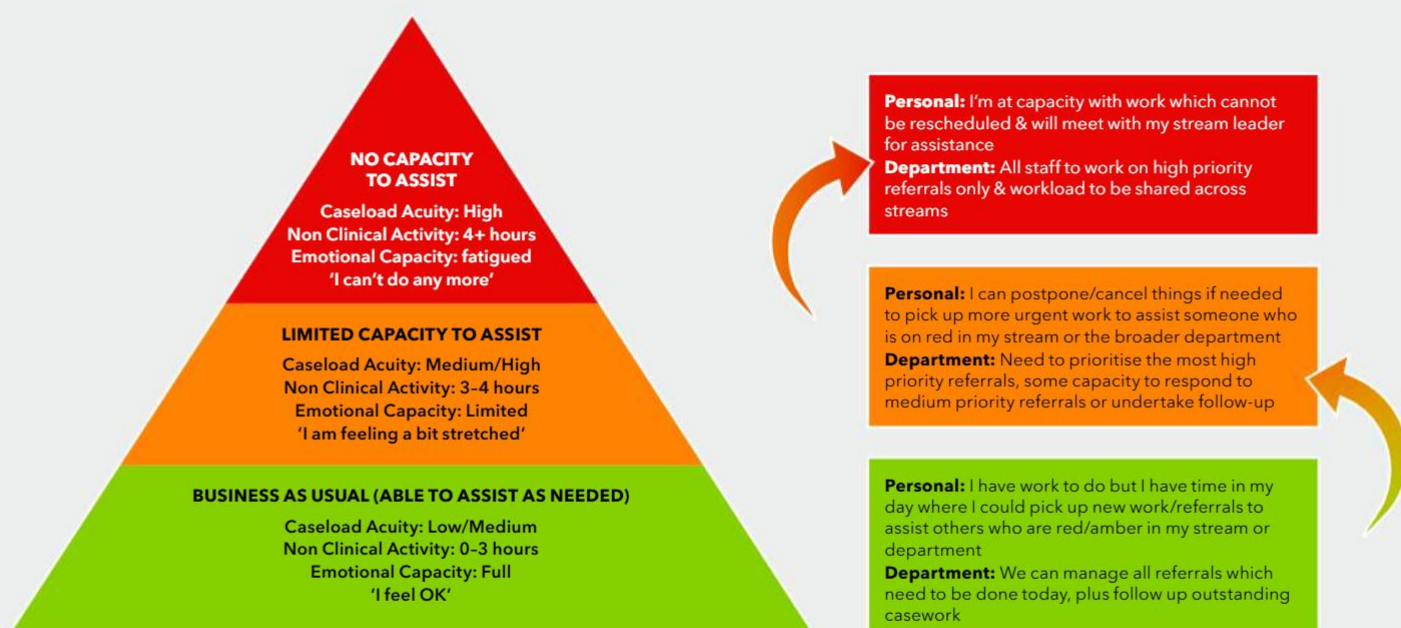 NO CAPACITY
TO ASSIST
Caseload Acuity: High
Non Clinical Activity: 4+ hours
Emotional Capacity: fatigued
‘I can’t do any more’
LIMITED CAPACITY TO ASSIST
Caseload Acuity: Medium/High
Non Clinical Activity: 3–4 hours
Emotional Capacity: Limited
‘I am feeling a bit stretched’
BUSINESS AS USUAL (ABLE TO ASSIST AS NEEDED)
Caseload Acuity: Low/Medium
Non Clinical Activity: 0–3 hours
Emotional Capacity: Full
‘I feel OK’
Personal: I’m at capacity with work which cannot
be rescheduled & will meet with my stream leader
for assistance
Department: All staff to work on high priority
referrals only & workload to be shared across
streams
Personal: I can postpone/cancel things if needed
to pick up more urgent work to assist someone who
is on red in my stream or the broader department
Department: Need to prioritise the most high
priority referrals, some capacity to respond to
medium priority referrals or undertake follow-up
Personal: I have work to do but I have time in my
day where I could pick up new work/referrals to
assist others who are red/amber in my stream or
department
Department: We can manage all referrals which
need to be done today, plus follow up outstanding
casework